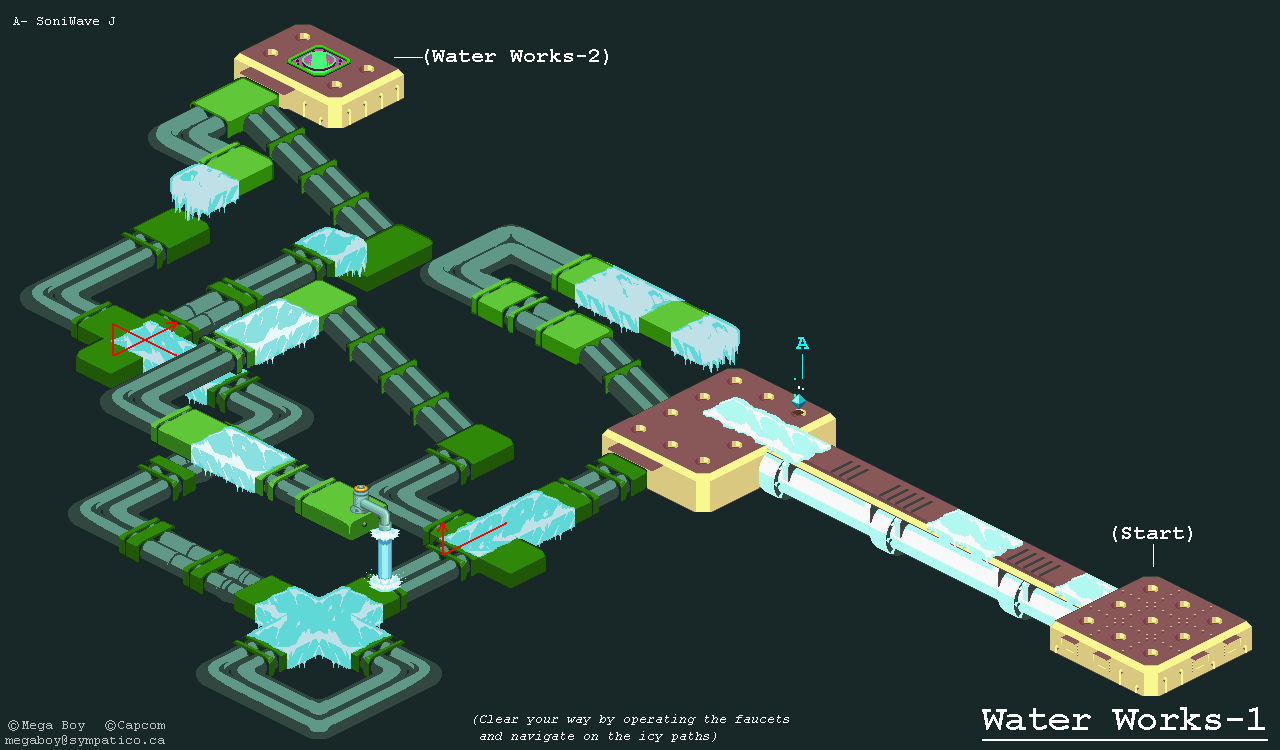 A- SoniWave J
(Water Works-2)
A
(Start)
(Clear your way by operating the faucets
and navigate on the icy paths)
Water Works-1
©Mega Boy ©Capcom
megaboy@sympatico.ca